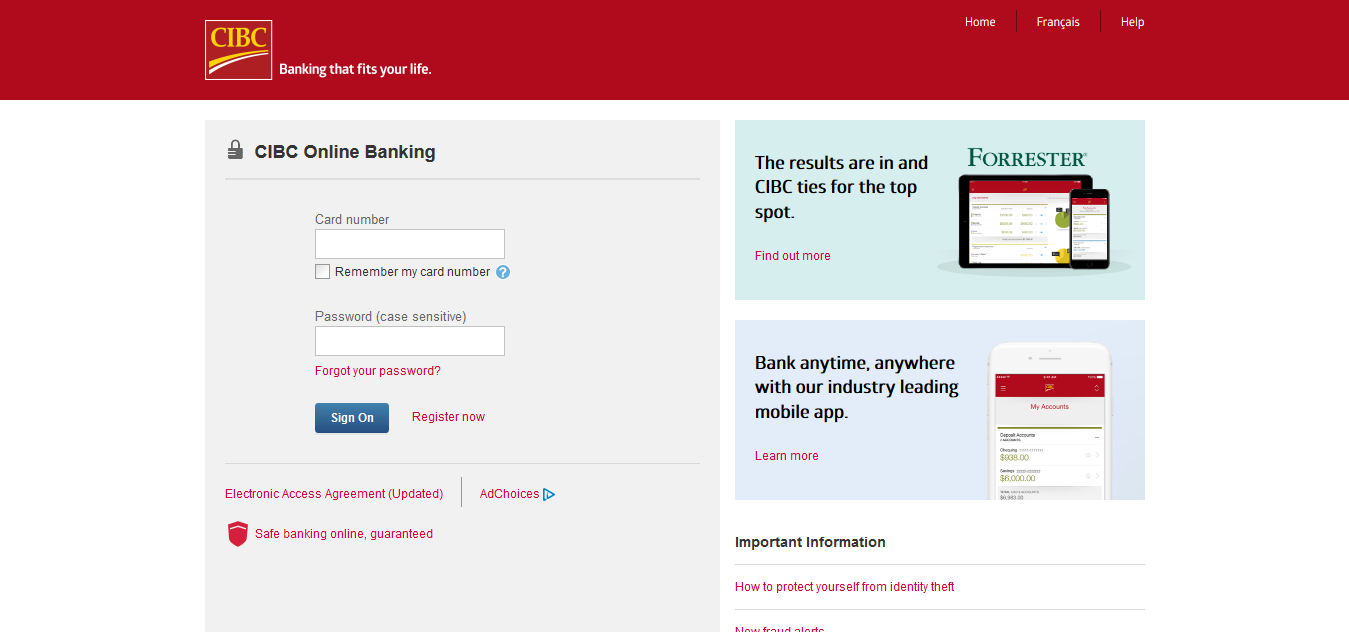 Home
Français
Help
CIBC
Banking that fits your life.
CIBC Online Banking
Card number
Remember my card number ?
Password (case sensitive)
Forgot your password?
Sign On
Register now
Electronic Access Agreement (Updated)
AdChoices
Safe banking online, guaranteed
The results are in and
CIBC ties for the top
spot.
Find out more
FORRESTER
Bank anytime, anywhere
with our industry leading
mobile app.
Learn more
My Accounts
Deposit Accounts
Chequing
$938.00
Savings
$6,000.00
$6,983.00
Important Information
How to protect yourself from identity theft
New fraud alerts